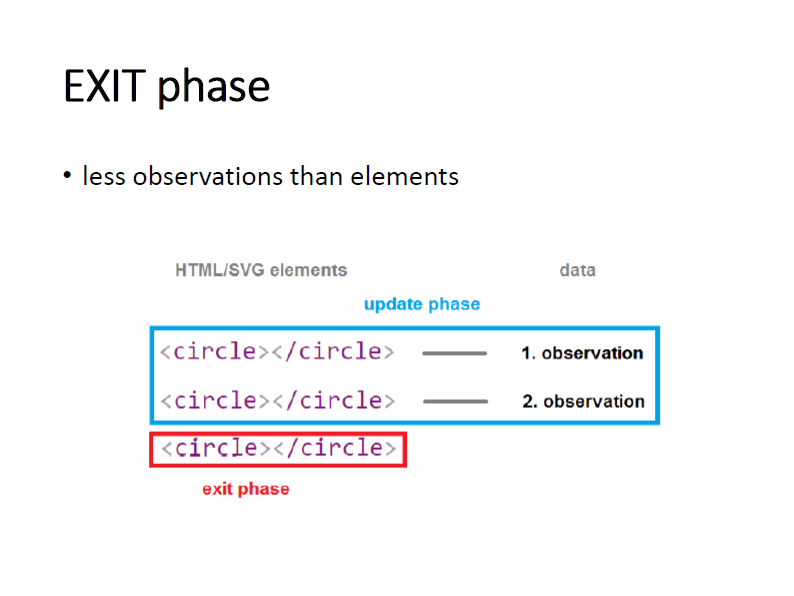 EXIT phase
• less observations than elements
HTML/SVG elements data
update phase
<circle></circle> 1. observation
<circle></circle> 2. observation
<circle></circle>
exit phase